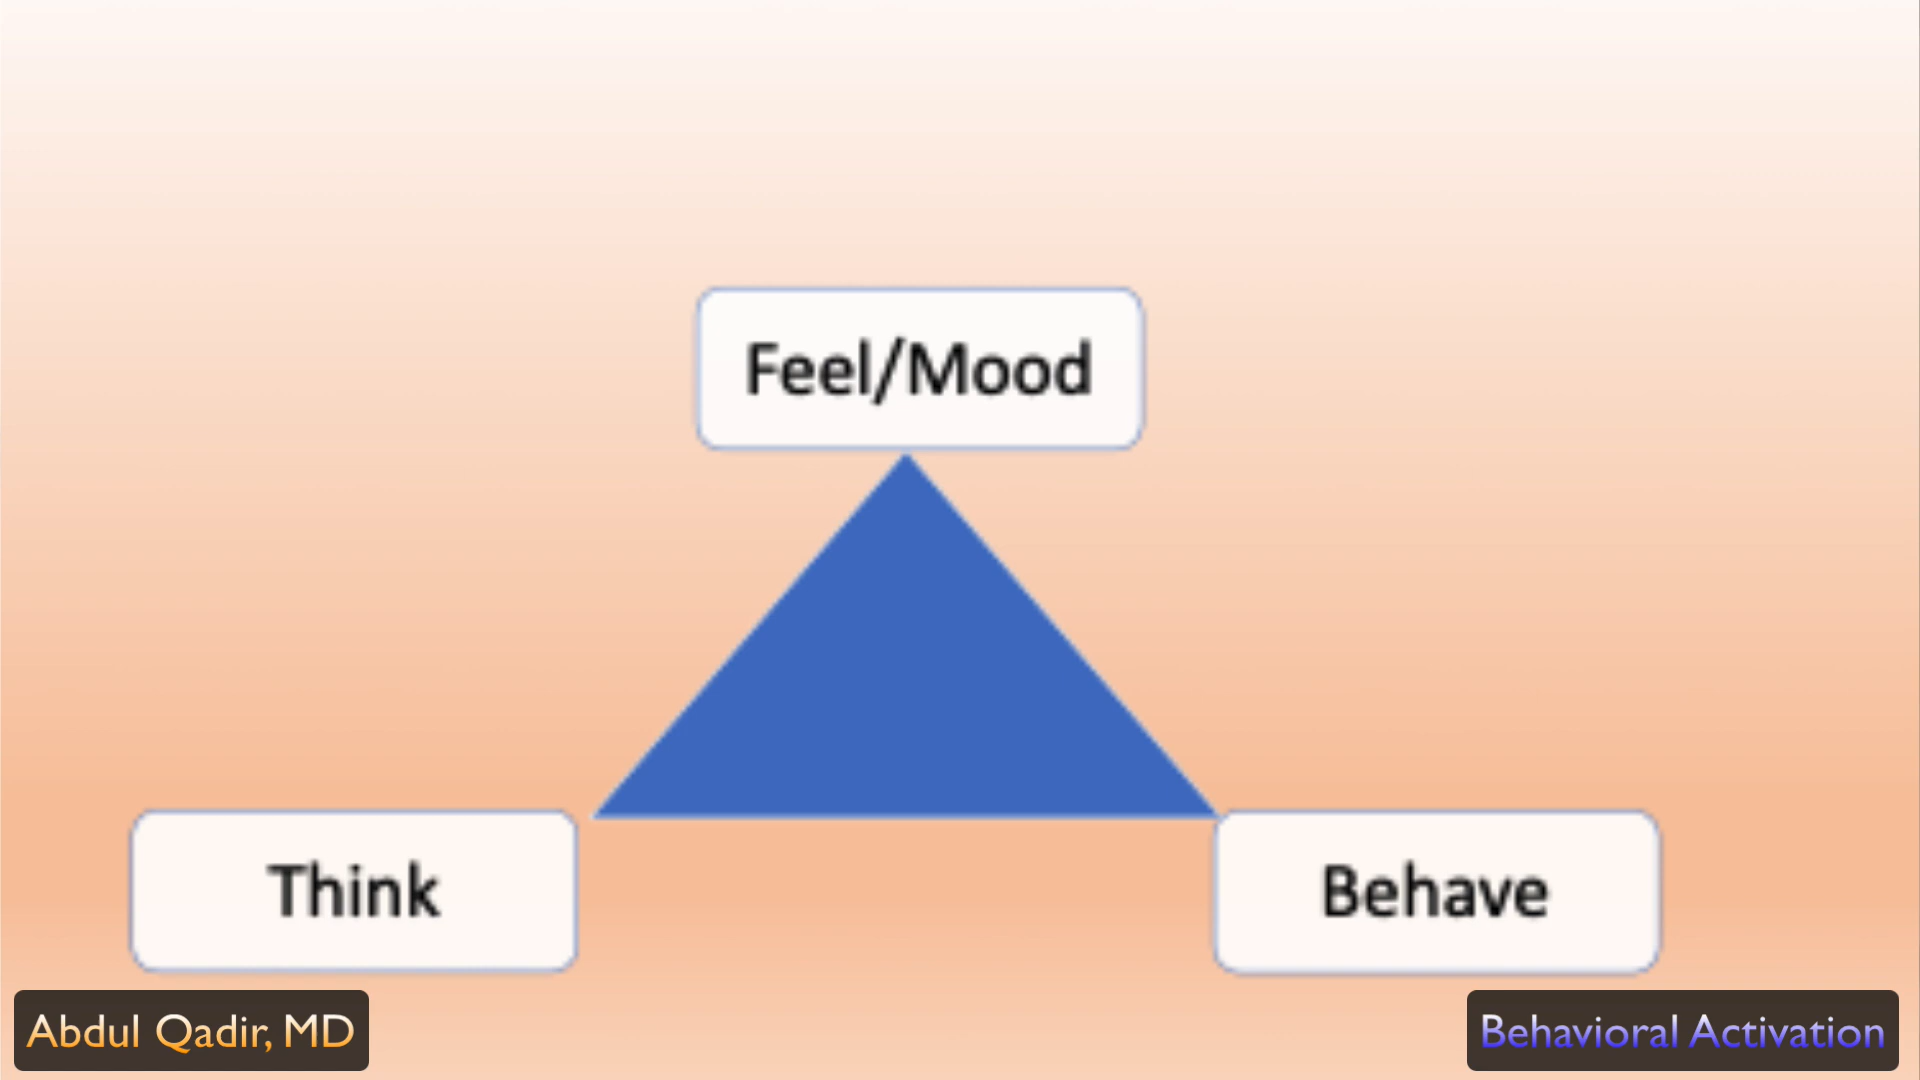 Feel/Mood
Think
Behave
Abdul Qadir, MD
Behavioral Activation